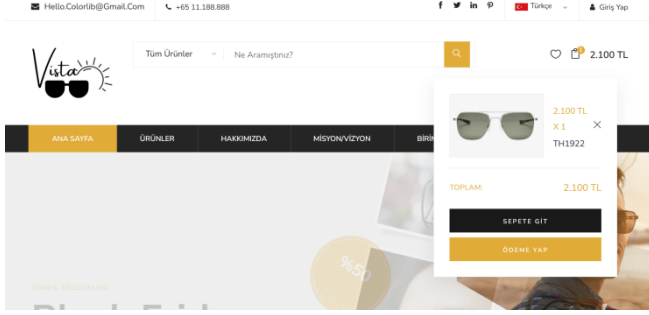 Hello.Colorlib@Gmail.Com
+65 11.188.888
Türkçe
Giriş Yap
Vista
Tüm Ürünler
Ne Aramıştınız?
1
2.100 TL
ANA SAYFA
ÜRÜNLER
HAKKIMIZDA
MİSYON/VİZYON
2.100 TL
X 1
TH1922
TOPLAM:
2.100 TL
SEPETE GİT
ÖDEME YAP
%50